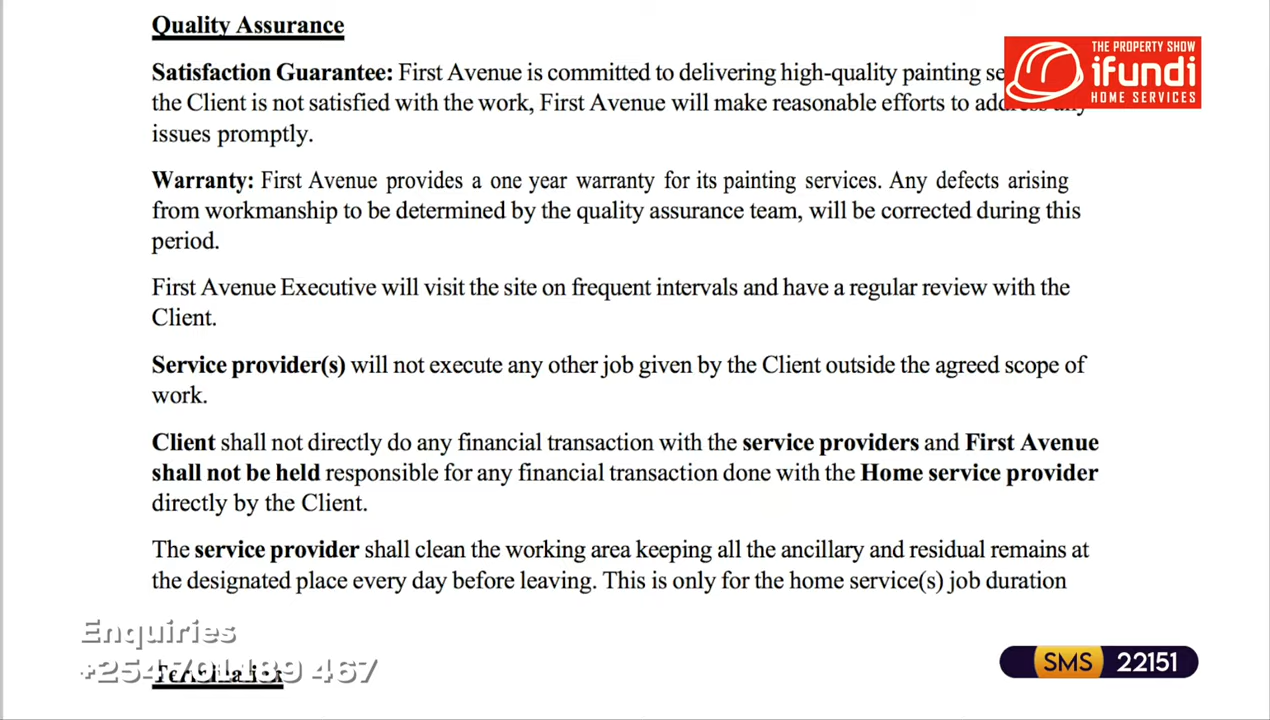 Quality Assurance
THE PROPERTY SHOW
ifundi
HOME SERVICES
Satisfaction Guarantee: First Avenue is committed to delivering high-quality painting
the Client is not satisfied with the work, First Avenue will make reasonable efforts to address any
issues promptly.
Warranty: First Avenue provides a one year warranty for its painting services. Any defects arising
from workmanship to be determined by the quality assurance team, will be corrected during this
period.
First Avenue Executive will visit the site on frequent intervals and have a regular review with the
Client.
Service provider(s) will not execute any other job given by the Client outside the agreed scope of
work.
Client shall not directly do any financial transaction with the service providers and First Avenue
shall not be held responsible for any financial transaction done with the Home service provider
directly by the Client.
The service provider shall clean the working area keeping all the ancillary and residual remains at
the designated place every day before leaving. This is only for the home service(s) job duration
Enquiries
+254 701 189 467
Termination
SMS 22151